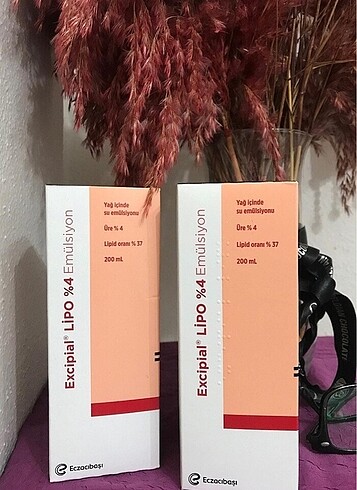 Excipial® LİPO %4 Emülsiyon
Yağ içinde
su emülsiyonu
Üre % 4
Lipid oranı % 37
200 mL
Eczacıbaşı
Excipial® LİPO %4 Emülsiyon
Yağ içinde
su emülsiyonu
Üre % 4
Lipid oranı % 37
200 mL
Eczacıbaşı